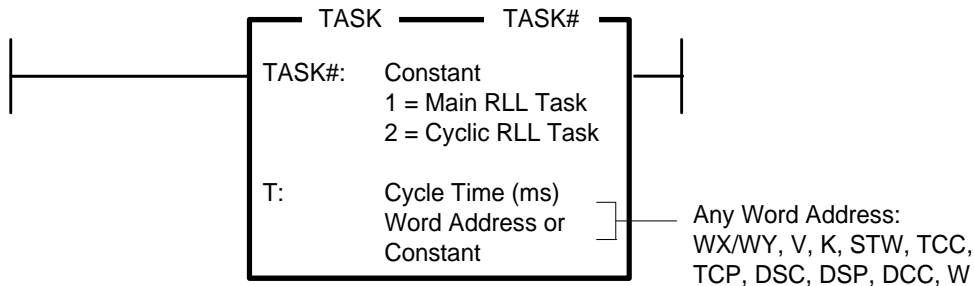 TASK TASK#
TASK#: Constant
1 = Main RLL Task
2 = Cyclic RLL Task
T: Cycle Time (ms)
Word Address or
Constant
Any Word Address:
WX/WY, V, K, STW, TCC,
TCP, DSC, DSP, DCC, W